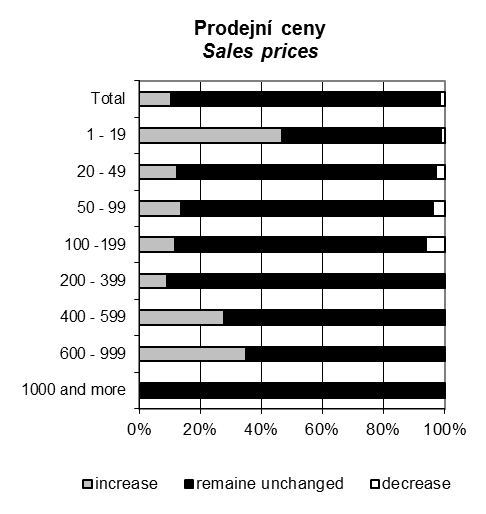 Prodejní ceny
Sales prices
Total
1 - 19
20 - 49
50 - 99
100 -199
200 - 399
400 - 599
600 - 999
1000 and more
0% 20% 40% 60% 80% 100%
increase remaine unchanged decrease